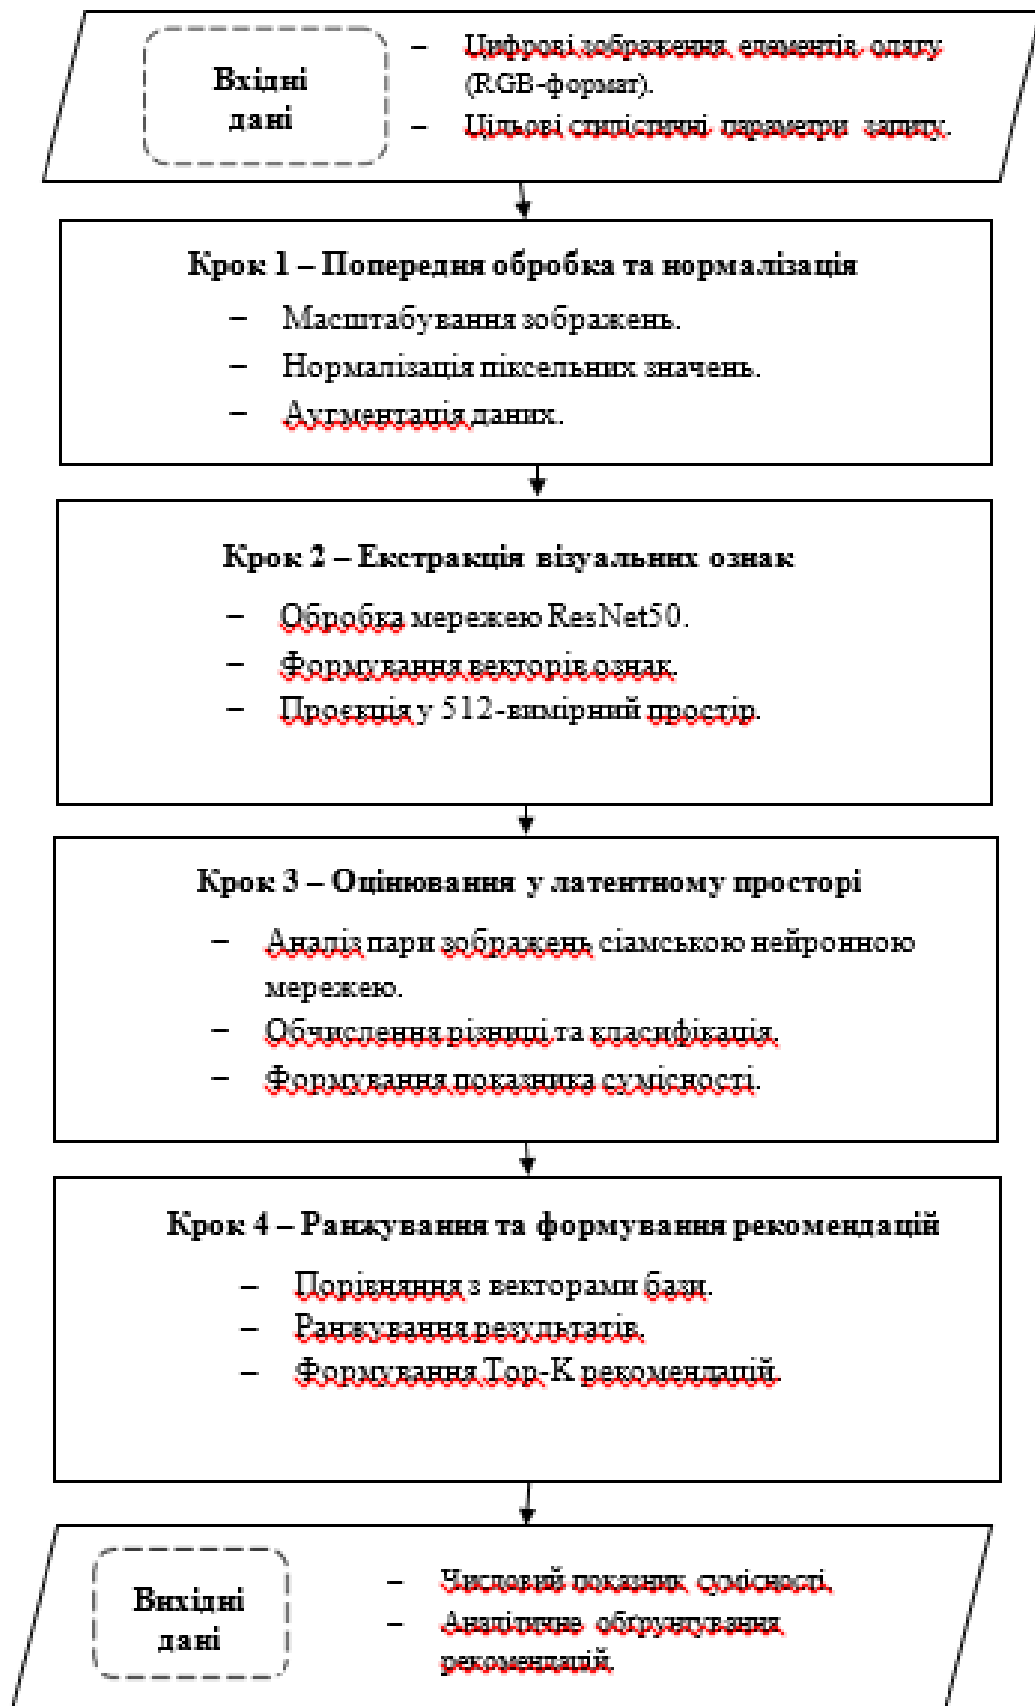 Вхідні
дані
– Цифрові зображення елементів одягу
(RGB-формат).
– Цільові стилістичні параметри запиту.
Крок 1 – Попередня обробка та нормалізація
– Масштабування зображень.
– Нормалізація піксельних значень.
– Аугментація даних.
Крок 2 – Екстракція візуальних ознак
– Обробка мережею ResNet50.
– Формування векторів ознак.
– Проєкція у 512-вимірний простір.
Крок 3 – Оцінювання у латентному просторі
– Аналіз пари зображень сіамською нейронною
мережею.
– Обчислення різниці та класифікація.
– Формування показника сумісності.
Крок 4 – Ранжування та формування рекомендацій
– Порівняння з векторами бази.
– Ранжування результатів.
– Формування Top-K рекомендацій.
Вихідні
дані
– Числовий показник сумісності.
– Аналітичне обґрунтування
рекомендацій.